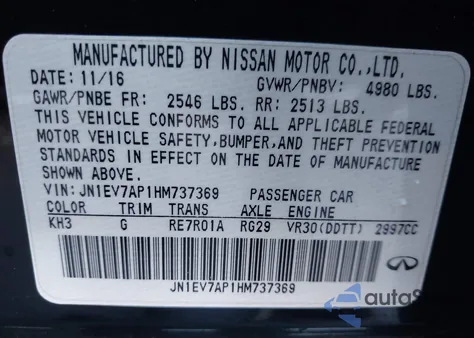 MANUFACTURED BY NISSAN MOTOR CO.,LTD.
DATE: 11/16 GVWR/PNBV: 4980 LBS.
GAWR/PNBE FR: 2546 LBS. RR: 2513 LBS.
THIS VEHICLE CONFORMS TO ALL APPLICABLE FEDERAL
MOTOR VEHICLE SAFETY, BUMPER, AND THEFT PREVENTION
STANDARDS IN EFFECT ON THE DATE OF MANUFACTURE
SHOWN ABOVE.
VIN: JN1EV7AP1HM737369 PASSENGER CAR
COLOR TRIM TRANS AXLE ENGINE
KH3 G RE7R01A RG29 VR30(DDTT) 2997CC
JN1EV7AP1HM737369